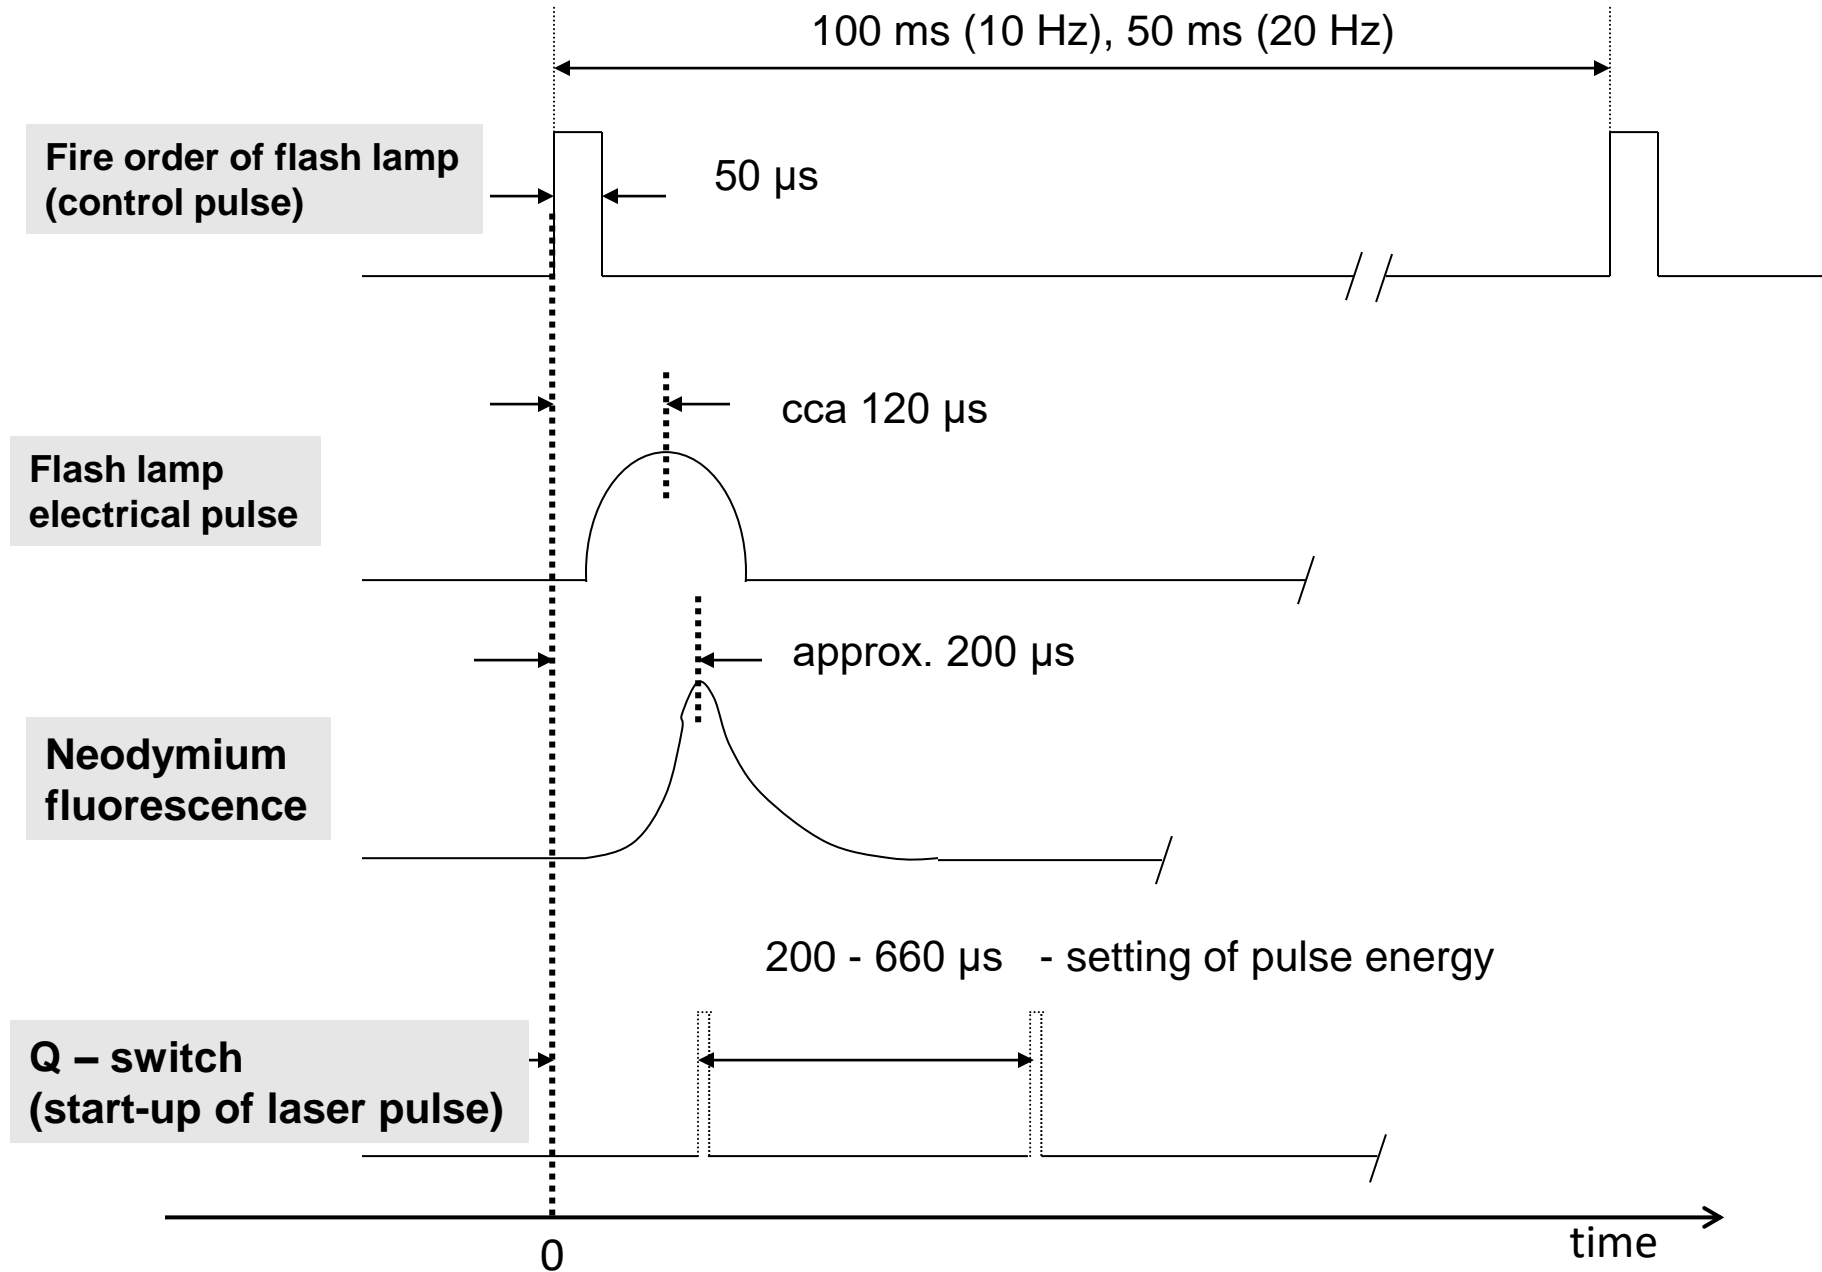 100 ms (10 Hz), 50 ms (20 Hz)
Fire order of flash lamp
(control pulse)
50 µs
cca 120 µs
Flash lamp
electrical pulse
approx. 200 µs
Neodymium
fluorescence
200 - 660 µs - setting of pulse energy
Q – switch
(start-up of laser pulse)
time
0